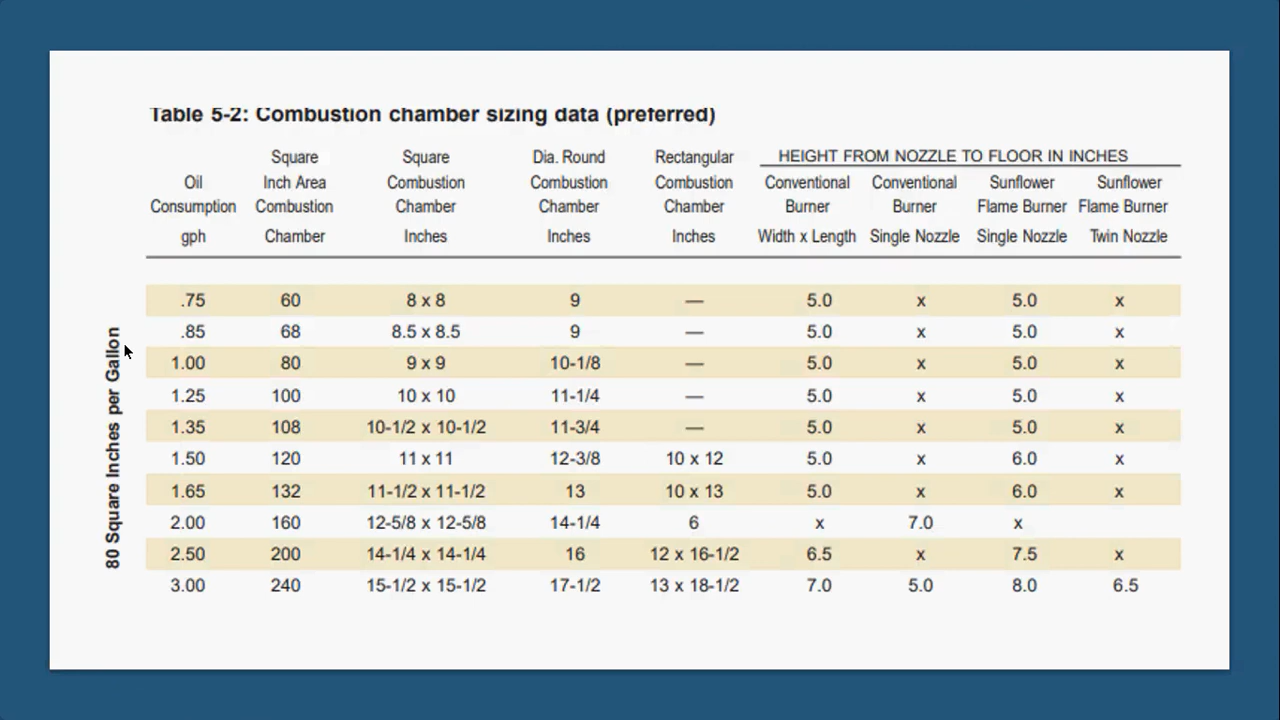 Table 5-2: Combustion chamber sizing data (preferred)
Square Square Dia. Round Rectangular HEIGHT FROM NOZZLE TO FLOOR IN INCHES
Oil Inch Area Combustion Combustion Combustion Conventional Conventional Sunflower Sunflower
Consumption Combustion Chamber Chamber Chamber Burner Burner Flame Burner Flame Burner
gph Chamber Inches Inches Inches Width x Length Single Nozzle Single Nozzle Twin Nozzle
80 Square Inches per Gallon
.75 60 8 x 8 9 — 5.0 x 5.0 x
.85 68 8.5 x 8.5 9 — 5.0 x 5.0 x
1.00 80 9 x 9 10-1/8 — 5.0 x 5.0 x
1.25 100 10 x 10 11-1/4 — 5.0 x 5.0 x
1.35 108 10-1/2 x 10-1/2 11-3/4 — 5.0 x 5.0 x
1.50 120 11 x 11 12-3/8 10 x 12 5.0 x 6.0 x
1.65 132 11-1/2 x 11-1/2 13 10 x 13 5.0 x 6.0 x
2.00 160 12-5/8 x 12-5/8 14-1/4 6 x 7.0 x
2.50 200 14-1/4 x 14-1/4 16 12 x 16-1/2 6.5 x 7.5 x
3.00 240 15-1/2 x 15-1/2 17-1/2 13 x 18-1/2 7.0 5.0 8.0 6.5